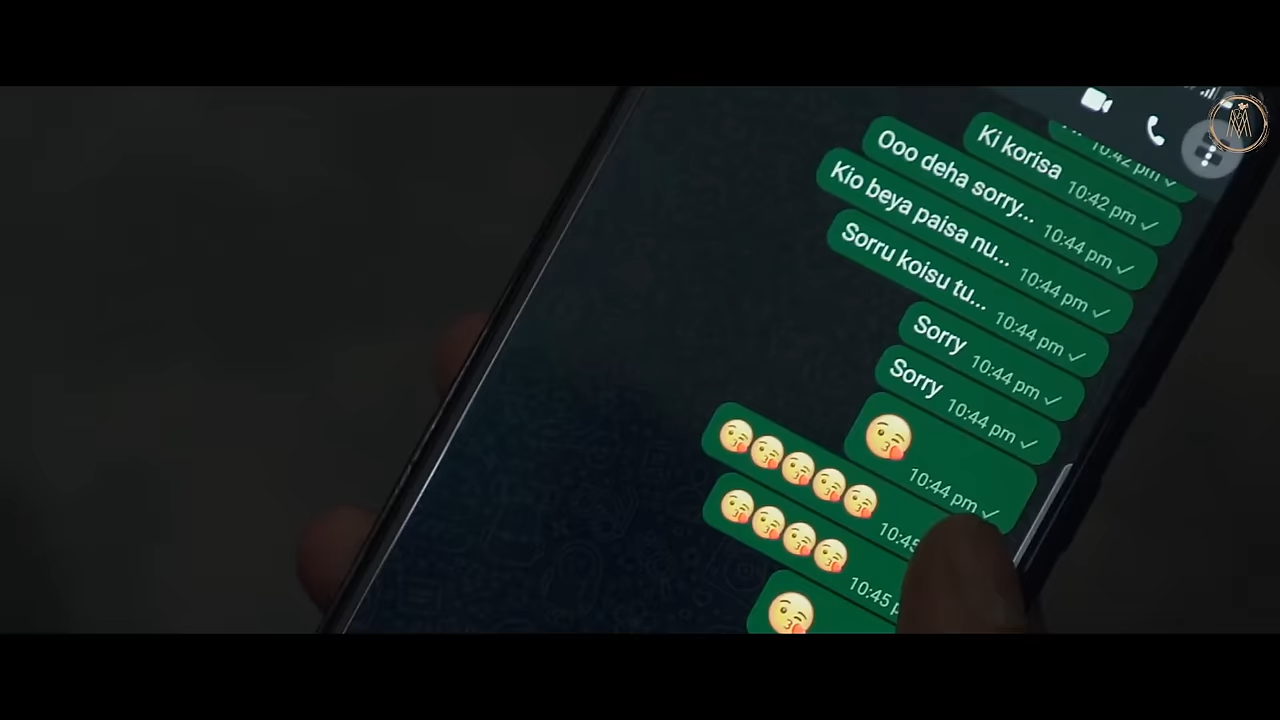 10:42 pm
Ki korisa
10:42 pm
Ooo deha sorry...
10:44 pm
Kio beya paisa nu...
10:44 pm
Sorru koisu tu...
10:44 pm
Sorry
10:44 pm
Sorry
10:44 pm
😘
10:44 pm
😘😘😘😘😘
10:45
😘😘😘😘
10:45 p
😘